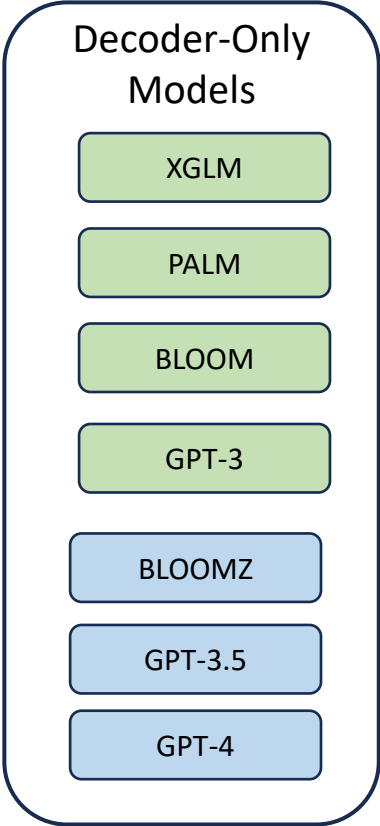 Decoder-Only
Models
XGLM
PALM
BLOOM
GPT-3
BLOOMZ
GPT-3.5
GPT-4